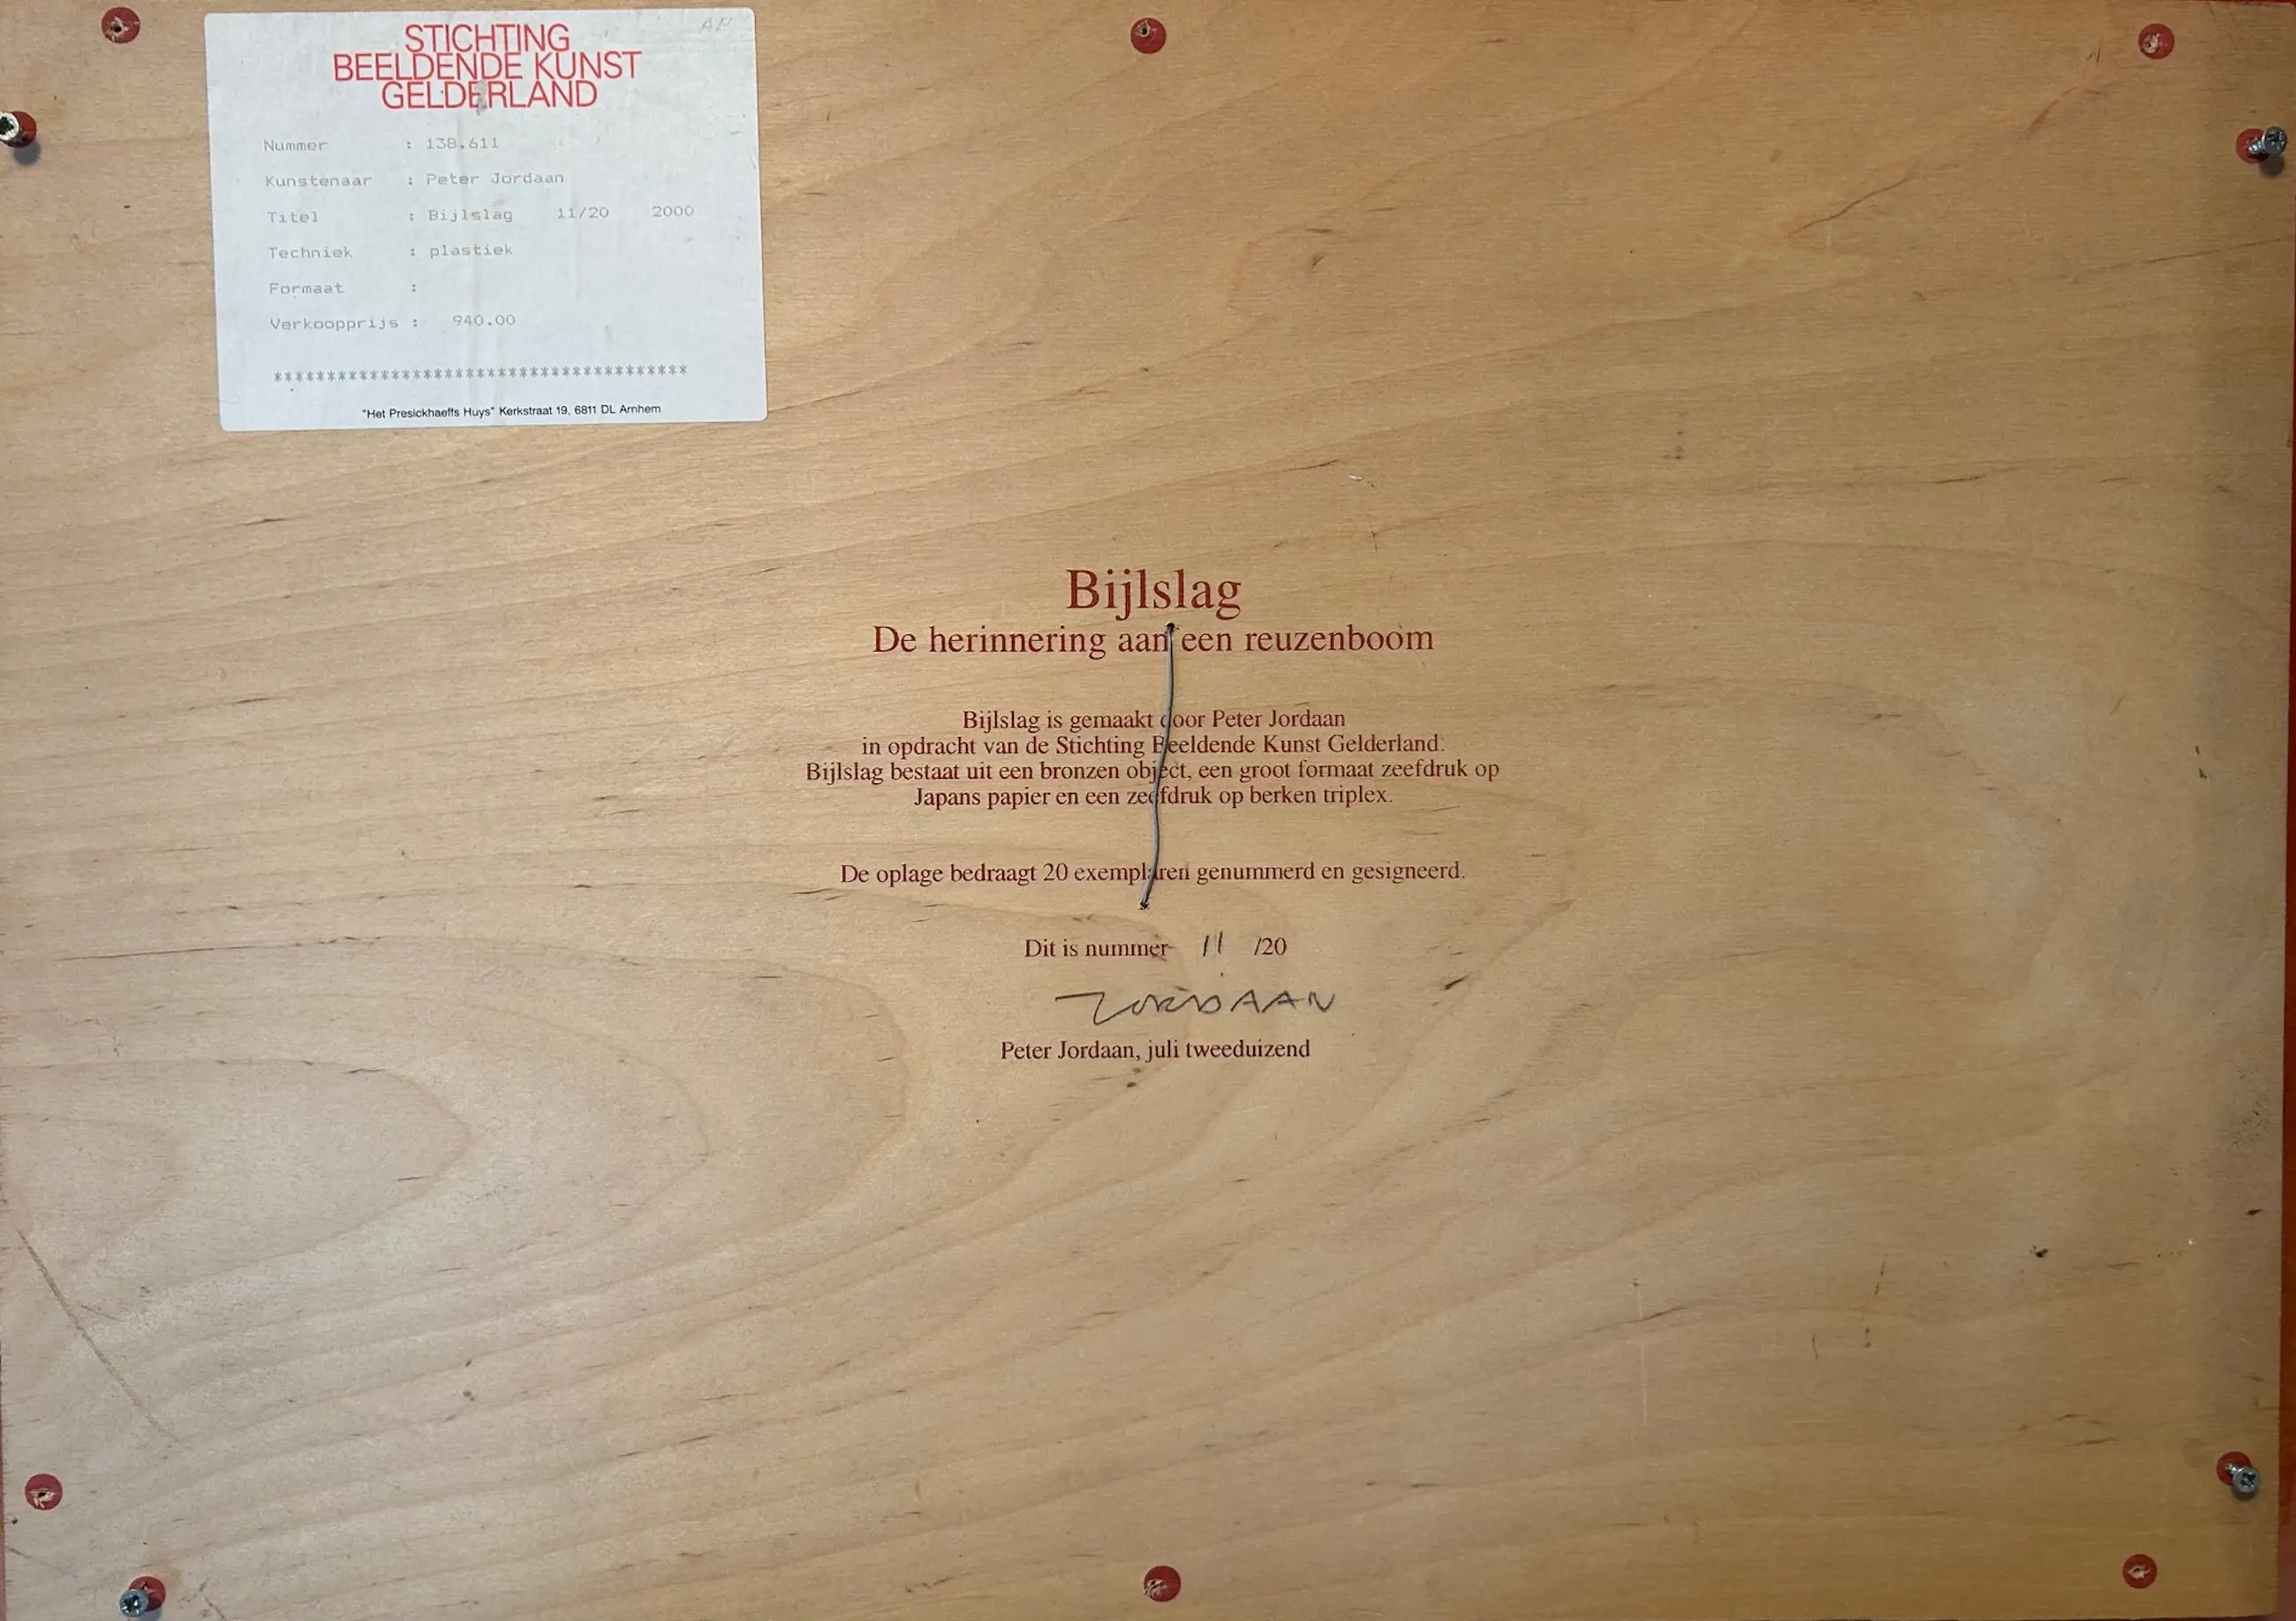 AN
STICHTING
BEELDENDE KUNST
GELDERLAND
Nummer : 138.611
Kunstenaar : Peter Jordaan
Titel : Bijlslag 11/20 2000
Techniek : plastiek
Formaat :
Verkoopprijs : 940.00
***************************************
"Het Presickhaeffs Huys" Kerkstraat 19, 6811 DL Arnhem
Bijlslag
De herinnering aan een reuzenboom
Bijlslag is gemaakt door Peter Jordaan
in opdracht van de Stichting Beeldende Kunst Gelderland.
Bijlslag bestaat uit een bronzen object, een groot formaat zeefdruk op
Japans papier en een zeefdruk op berken triplex.
De oplage bedraagt 20 exemplaren genummerd en gesigneerd.
Dit is nummer 11 /20
JORDAAN
Peter Jordaan, juli tweeduizend